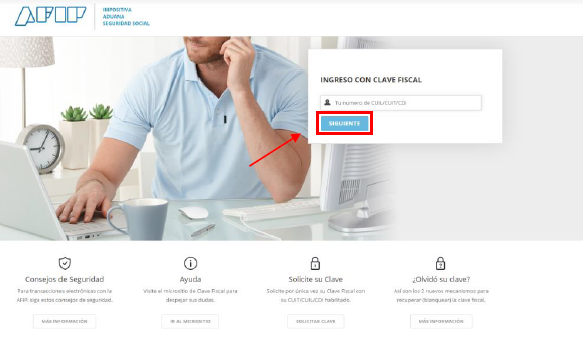 AFIP
IMPOSITIVA
ADUANA
SEGURIDAD SOCIAL
INGRESO CON CLAVE FISCAL
Tu número de CUIL/CUIT/CDI
SIGUIENTE
Consejos de Seguridad
Para transacciones electrónicas con la
AFIP, siga estos consejos de seguridad.
MÁS INFORMACIÓN
Ayuda
Visite el micrositio de Clave Fiscal para
despejar sus dudas.
IR AL MICROSITIO
Solicite su Clave
Solicite por única vez su Clave Fiscal con
su CUIT/CUIL/CDI habilitado.
SOLICITAR CLAVE
¿Olvidó su clave?
Así son los 2 nuevos mecanismos para
recuperar (blanquear) la clave fiscal.
MÁS INFORMACIÓN